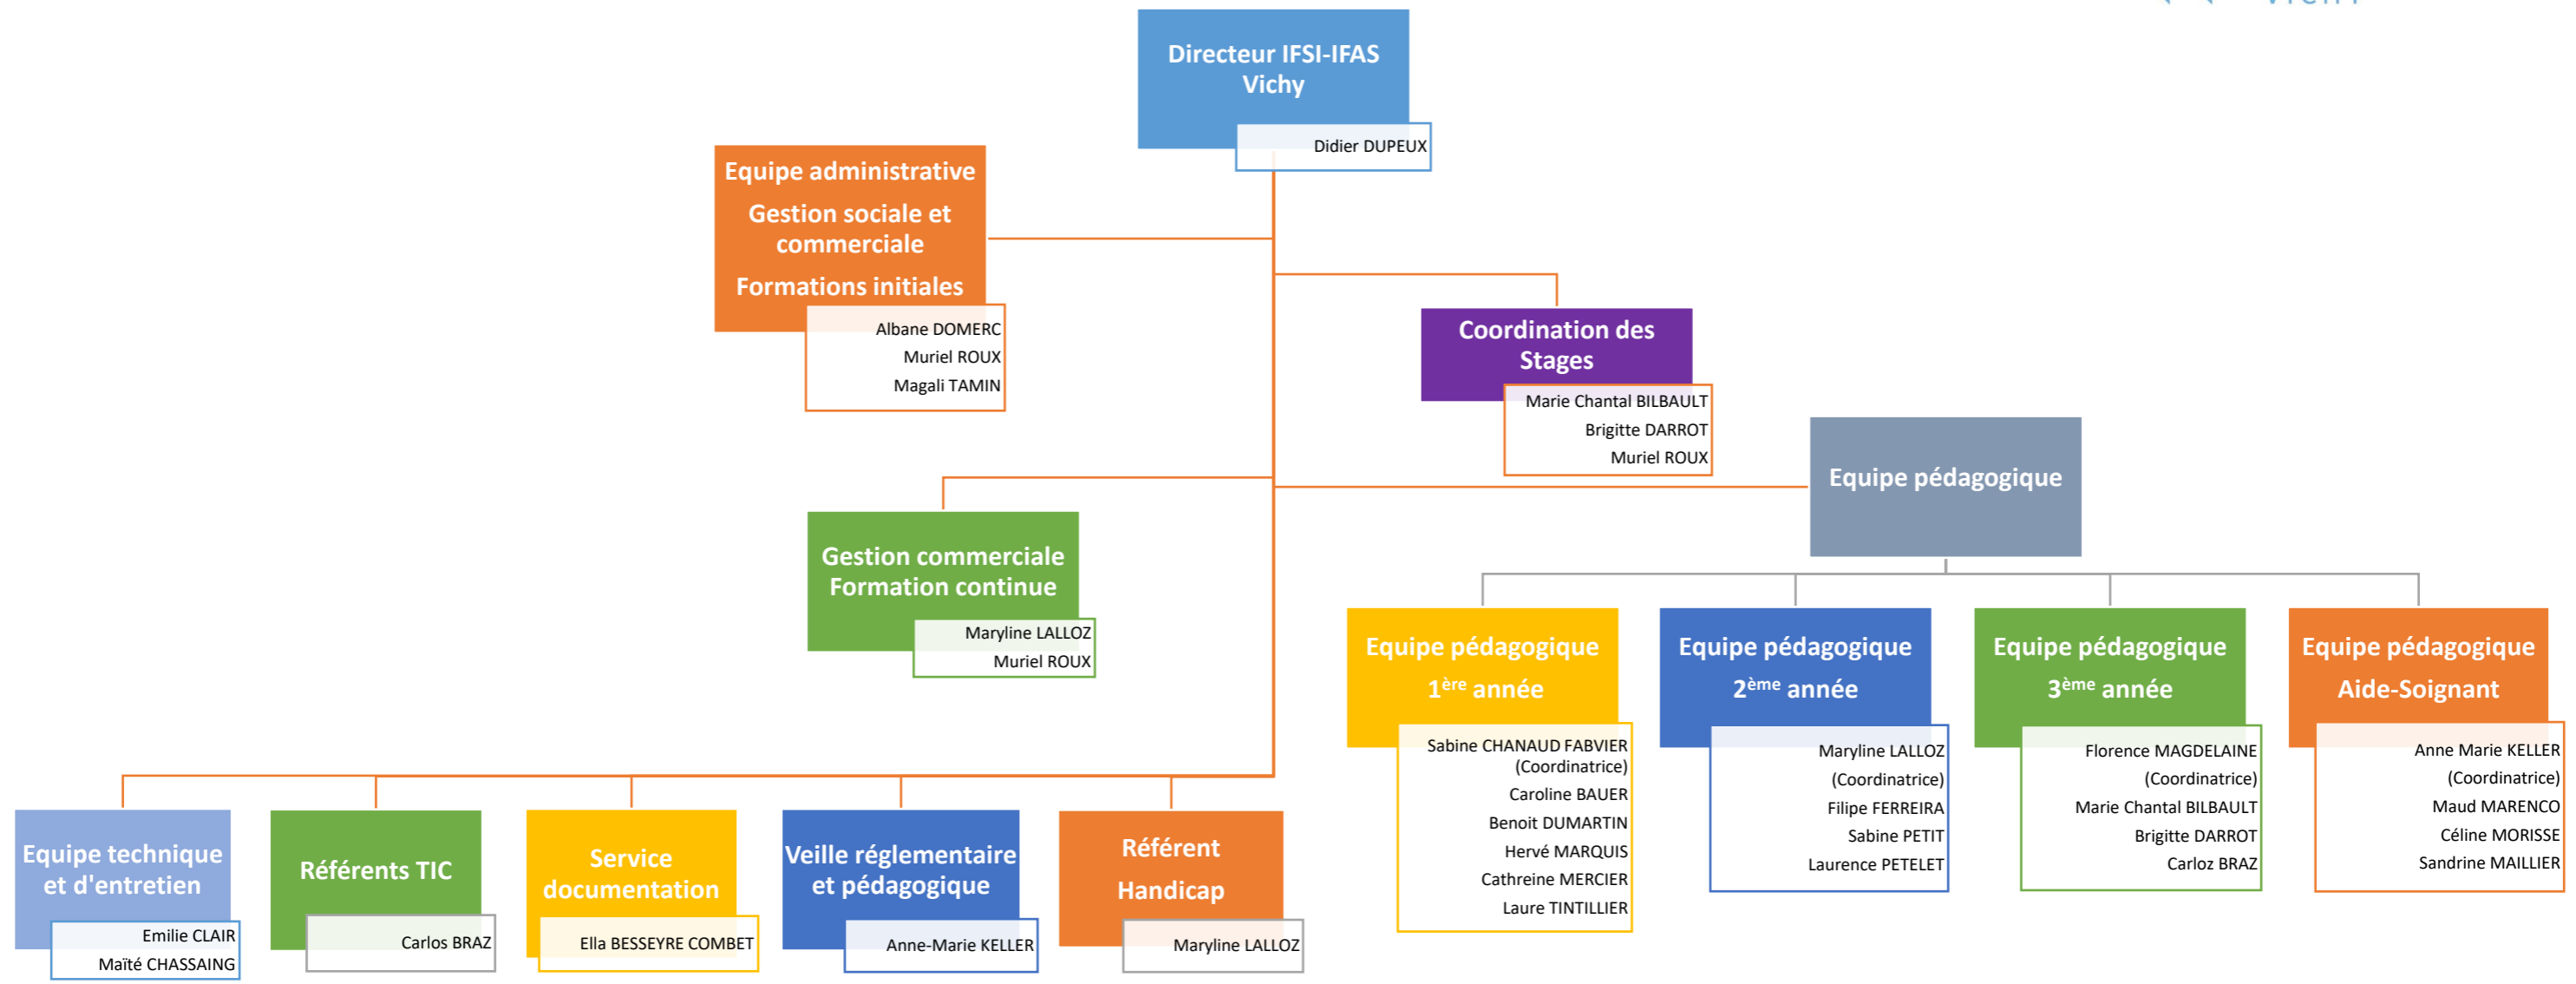 Directeur IFSI-IFAS
Vichy
Didier DUPEUX
Equipe administrative
Gestion sociale et
commerciale
Formations initiales
Albane DOMERC
Muriel ROUX
Magali TAMIN
Coordination des
Stages
Marie Chantal BILBAULT
Brigitte DARROT
Muriel ROUX
Equipe pédagogique
Gestion commerciale
Formation continue
Maryline LALLOZ
Muriel ROUX
Equipe pédagogique
1ère année
Sabine CHANAUD FABVIER
(Coordinatrice)
Caroline BAUER
Benoit DUMARTIN
Hervé MARQUIS
Cathreine MERCIER
Laure TINTILLIER
Equipe pédagogique
2ème année
Maryline LALLOZ
(Coordinatrice)
Filipe FERREIRA
Sabine PETIT
Laurence PETELET
Equipe pédagogique
3ème année
Florence MAGDELAINE
(Coordinatrice)
Marie Chantal BILBAULT
Brigitte DARROT
Carloz BRAZ
Equipe pédagogique
Aide-Soignant
Anne Marie KELLER
(Coordinatrice)
Maud MARENCO
Céline MORISSE
Sandrine MAILLIER
Equipe technique
et d'entretien
Emilie CLAIR
Maïté CHASSAING
Référents TIC
Carlos BRAZ
Service
documentation
Ella BESSEYRE COMBET
Veille réglementaire
et pédagogique
Anne-Marie KELLER
Référent
Handicap
Maryline LALLOZ